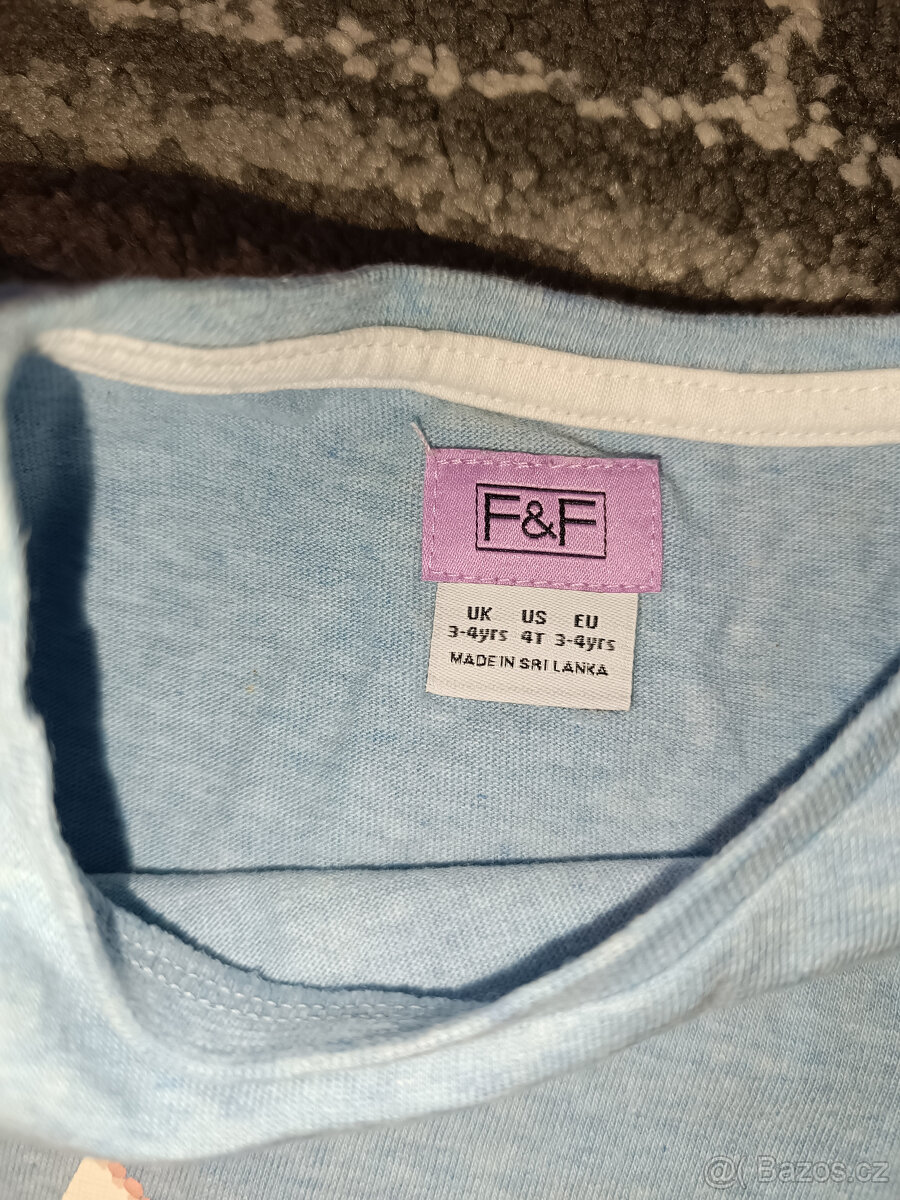 F&F
UK US EU
3-4yrs 4T 3-4yrs
MADE IN SRI LANKA
@( Bazos.cz